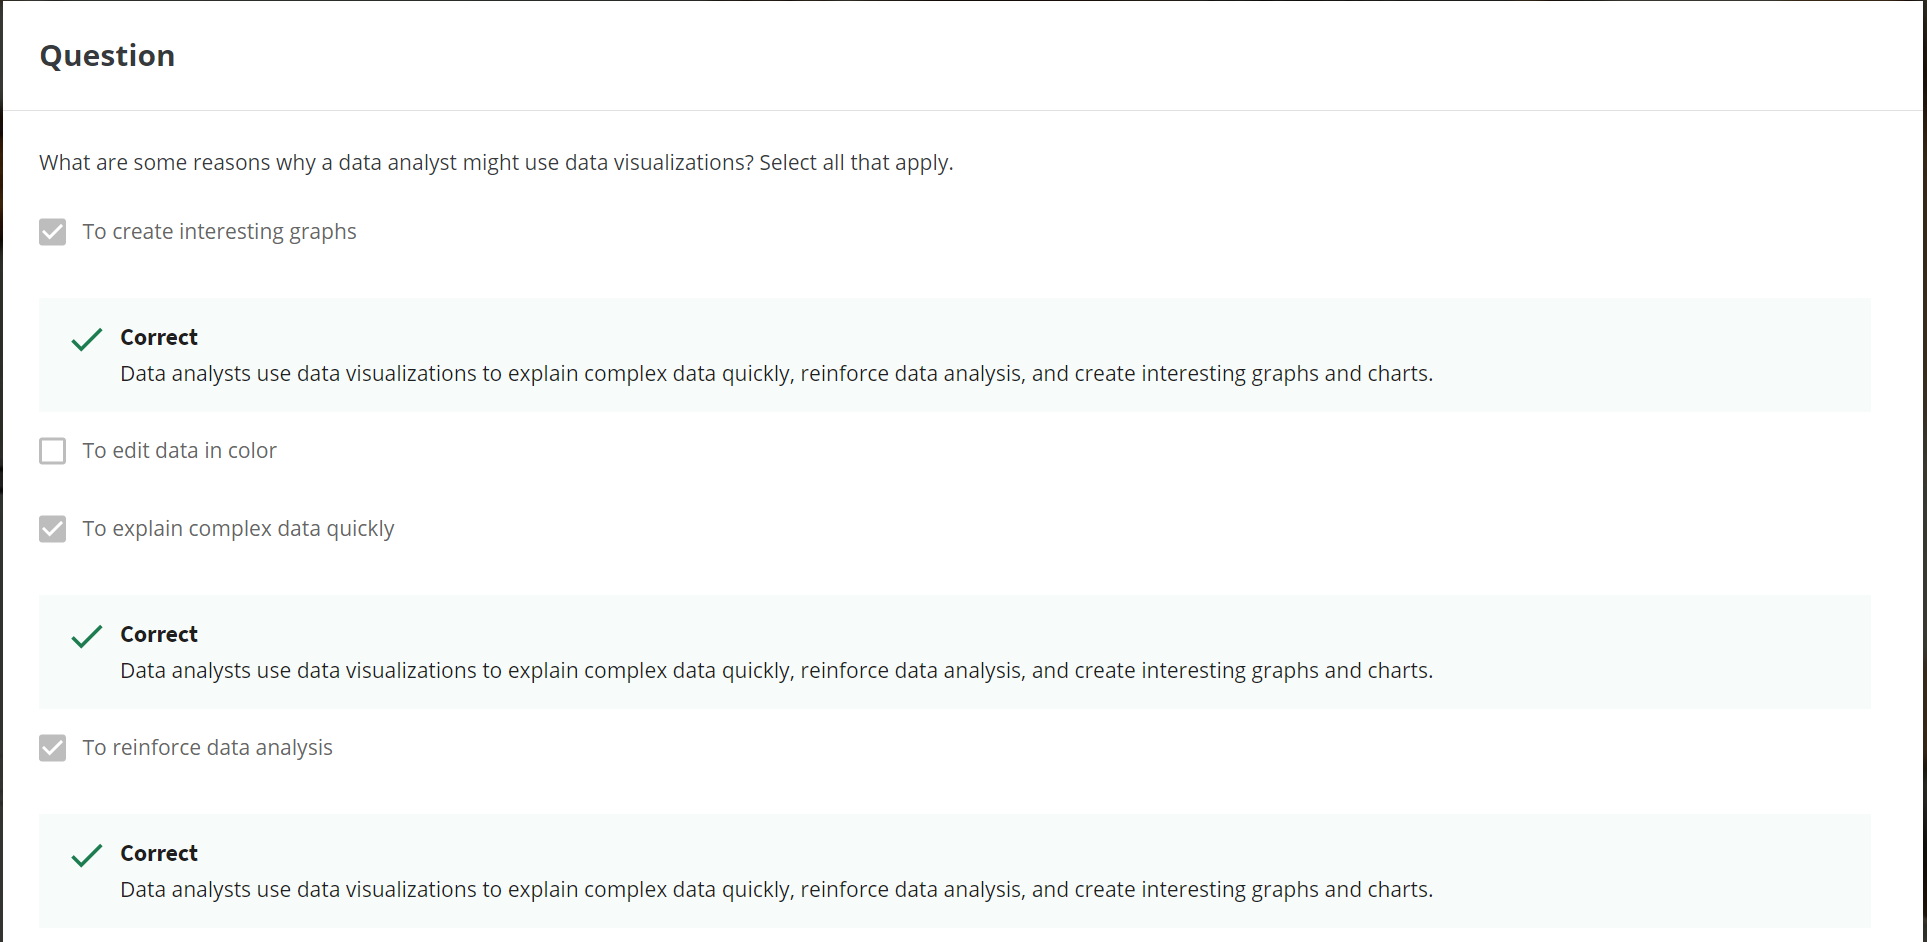 Question
What are some reasons why a data analyst might use data visualizations? Select all that apply.
To create interesting graphs
Correct
Data analysts use data visualizations to explain complex data quickly, reinforce data analysis, and create interesting graphs and charts.
To edit data in color
To explain complex data quickly
Correct
Data analysts use data visualizations to explain complex data quickly, reinforce data analysis, and create interesting graphs and charts.
To reinforce data analysis
Correct
Data analysts use data visualizations to explain complex data quickly, reinforce data analysis, and create interesting graphs and charts.